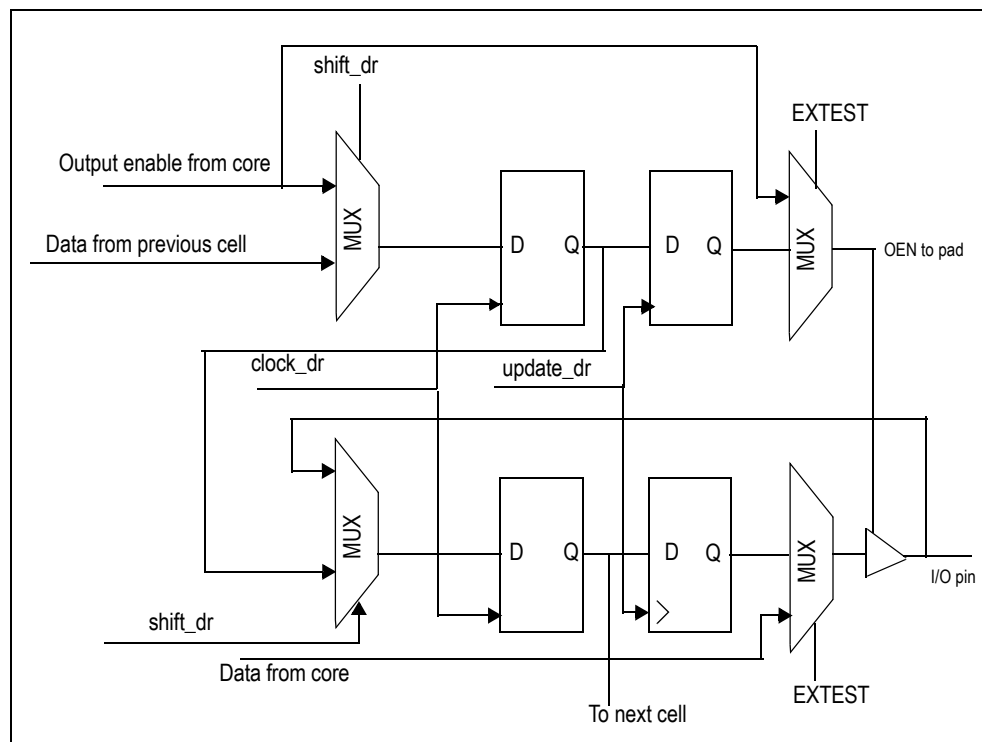 shift_dr
EXTEST
Output enable from core
MUX
D Q
D Q
MUX
Data from previous cell
OEN to pad
clock_dr
update_dr
MUX
D Q
D Q
MUX
I/O pin
shift_dr
Data from core
EXTEST
To next cell